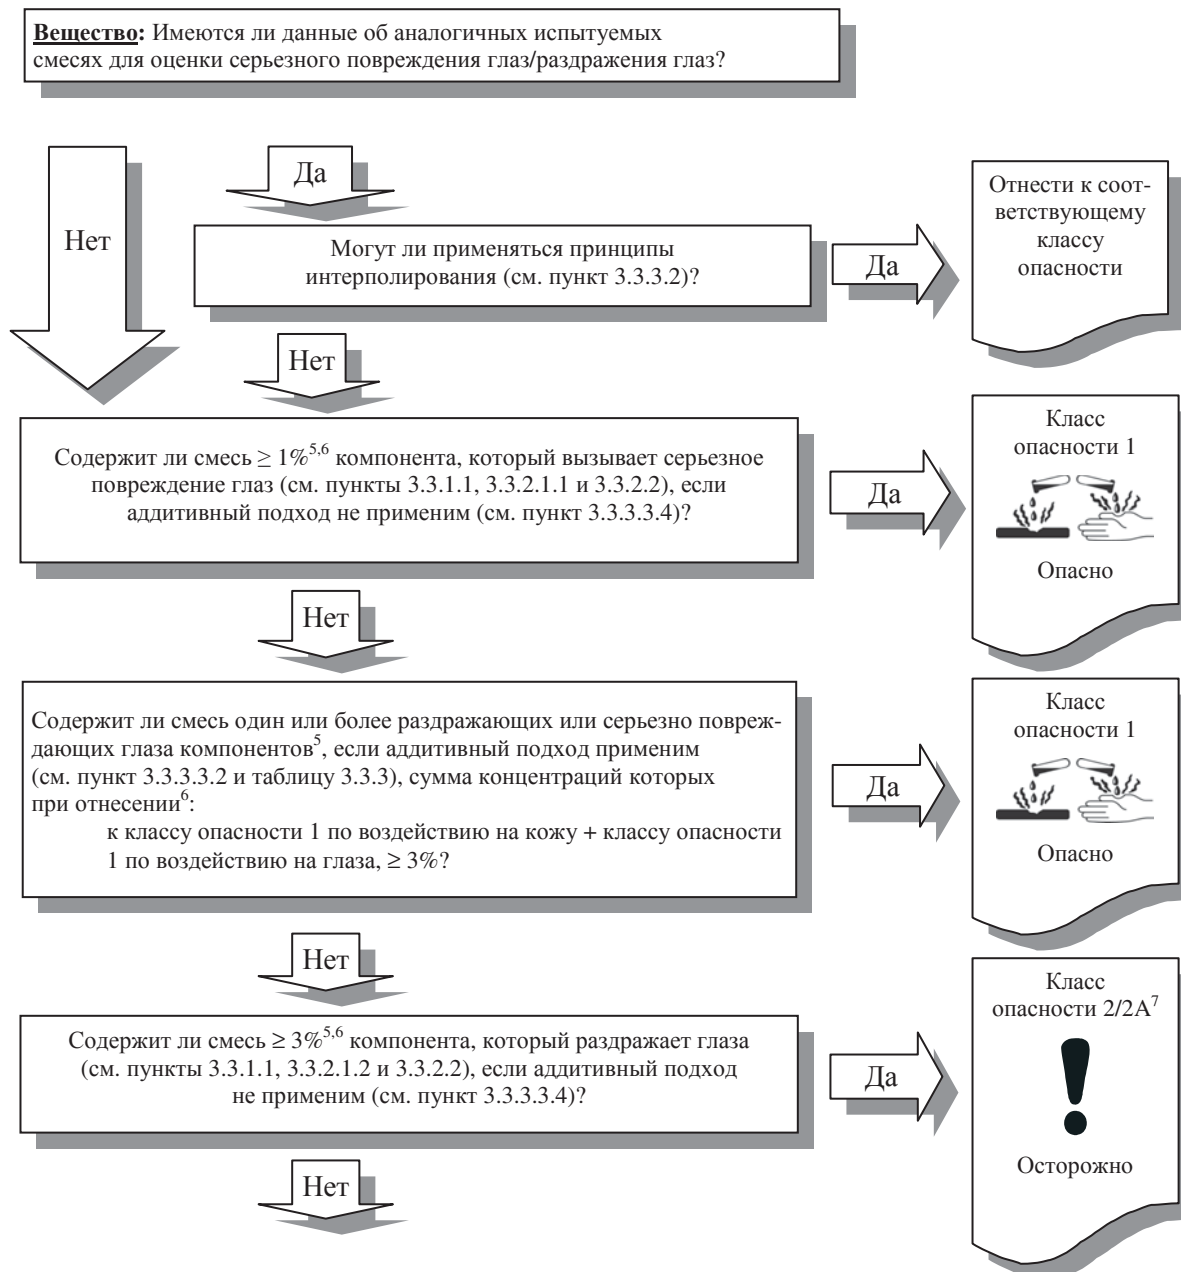 Вещество: Имеются ли данные об аналогичных испытуемых
смесях для оценки серьезного повреждения глаз/раздражения глаз?
Нет
Да
Могут ли применяться принципы
интерполирования (см. пункт 3.3.3.2)?
Да
Отнести к соот-
ветствующему
классу
опасности
Нет
Содержит ли смесь ≥ 1%5,6 компонента, который вызывает серьезное
повреждение глаз (см. пункты 3.3.1.1, 3.3.2.1.1 и 3.3.2.2), если
аддитивный подход не применим (см. пункт 3.3.3.3.4)?
Да
Класс
опасности 1
Опасно
Нет
Содержит ли смесь один или более раздражающих или серьезно повреж-
дающих глаза компонентов5, если аддитивный подход применим
(см. пункт 3.3.3.3.2 и таблицу 3.3.3), сумма концентраций которых
при отнесении6:
к классу опасности 1 по воздействию на кожу + классу опасности
1 по воздействию на глаза, ≥ 3%?
Да
Класс
опасности 1
Опасно
Нет
Содержит ли смесь ≥ 3%5,6 компонента, который раздражает глаза
(см. пункты 3.3.1.1, 3.3.2.1.2 и 3.3.2.2), если аддитивный подход
не применим (см. пункт 3.3.3.3.4)?
Да
Класс
опасности 2/2A7
Осторожно
Нет